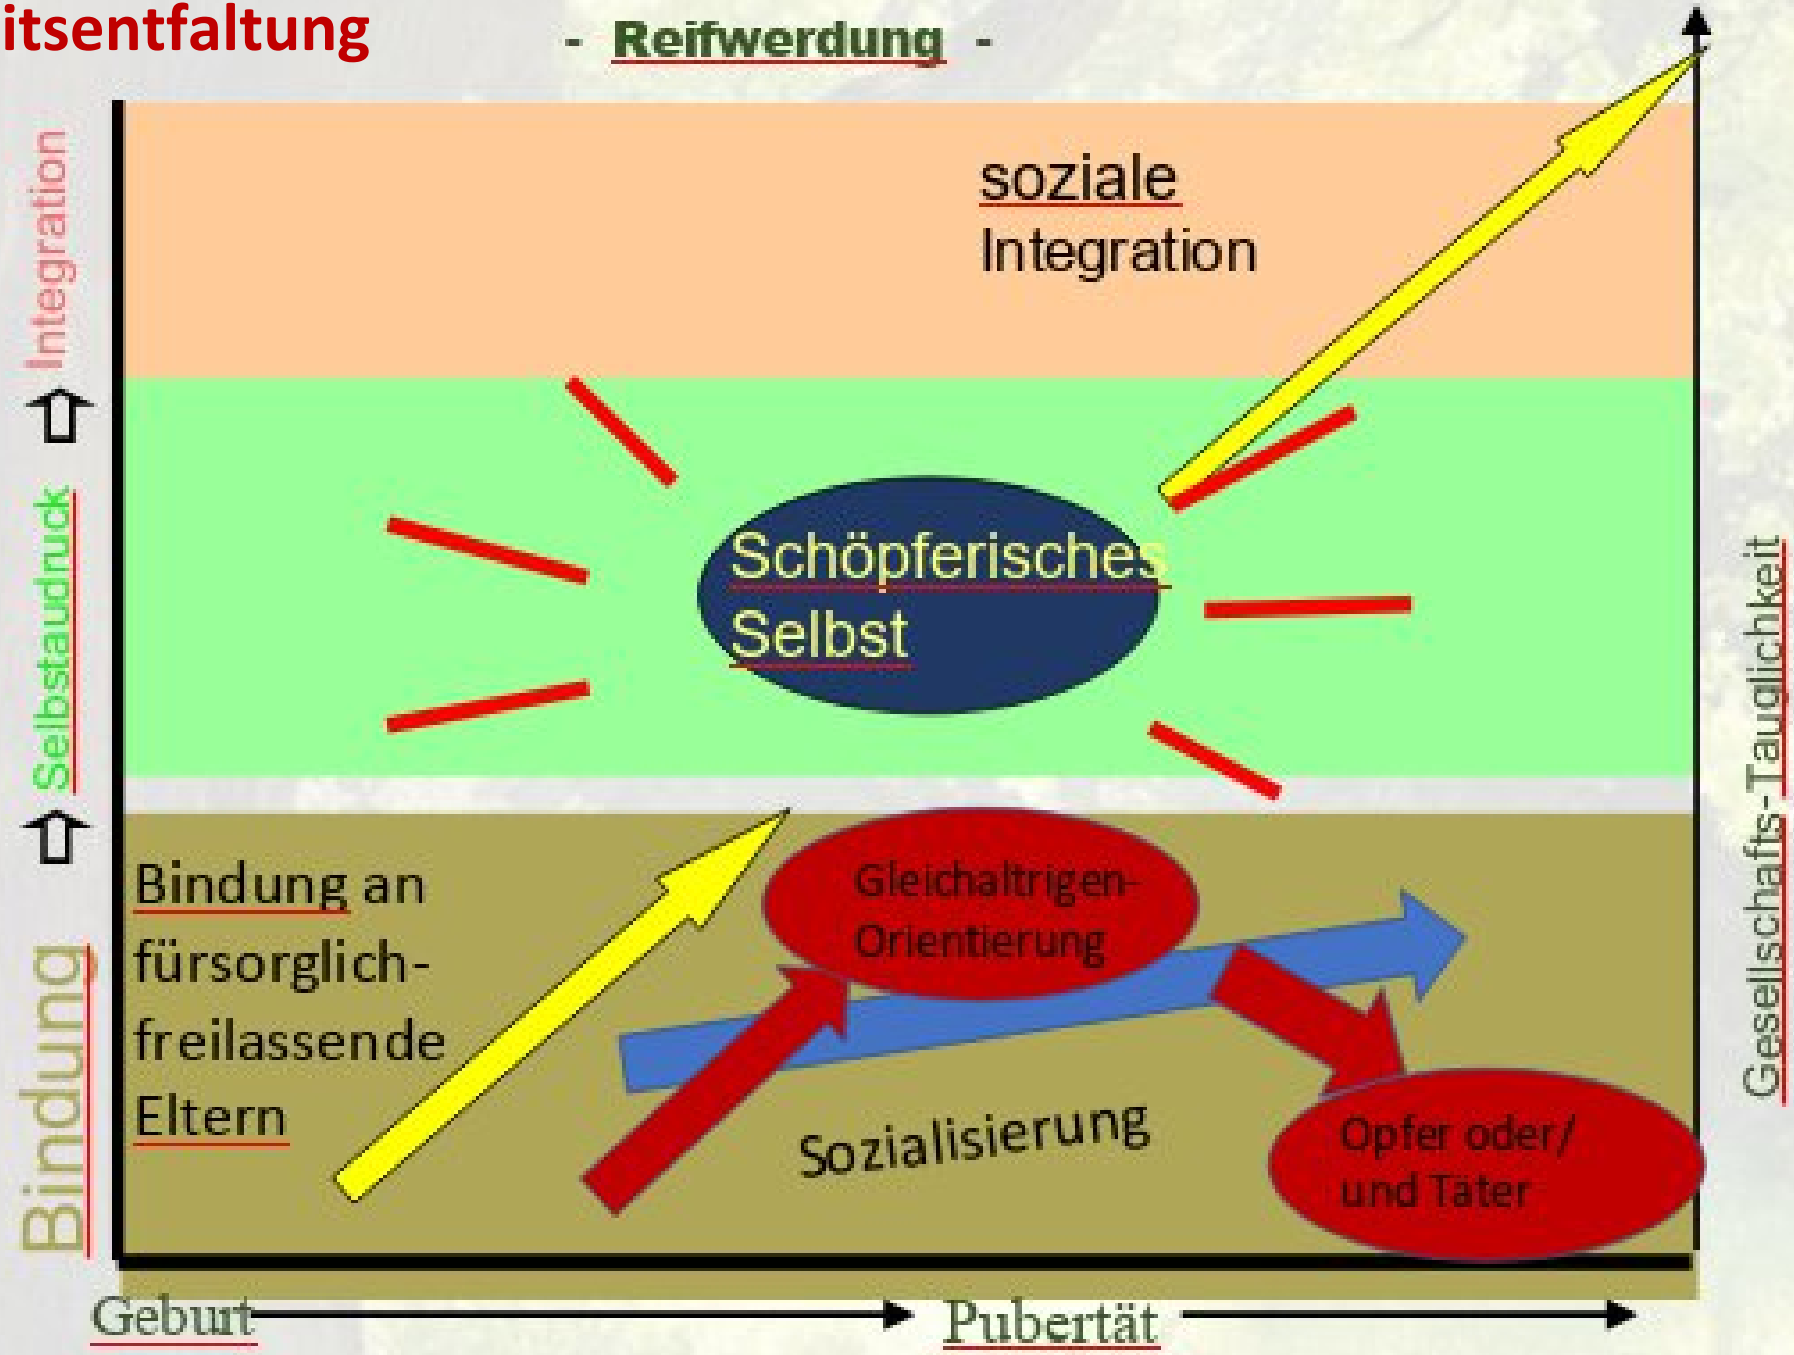 itsentfaltung
- Reifwerdung -
Integration
soziale
Integration
Selbstaudruck
Schöpferisches
Selbst
Gesellschafts-Tauglichkeit
Bindung
Bindung an
fürsorglich-
freilassende
Eltern
Gleichaltrigen-
Orientierung
Sozialisierung
Opfer oder/
und Täter
Geburt
Pubertät